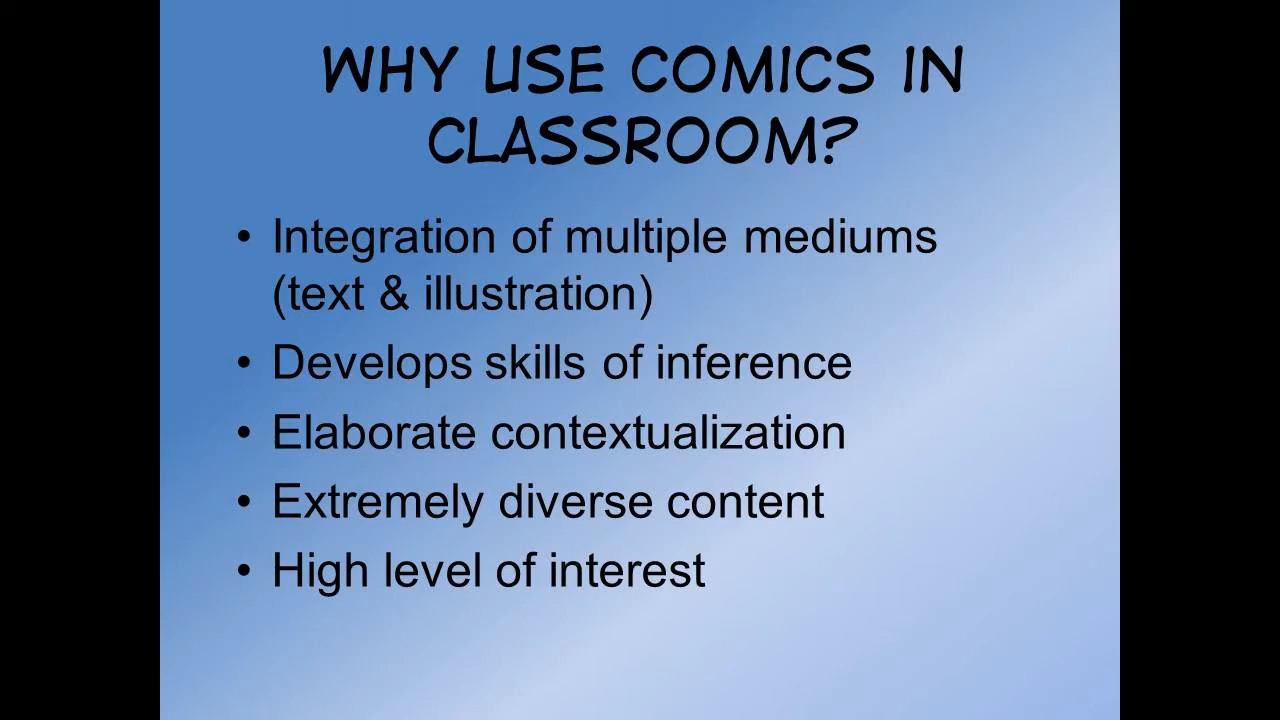 WHY USE COMICS IN
CLASSROOM?
• Integration of multiple mediums
(text & illustration)
• Develops skills of inference
• Elaborate contextualization
• Extremely diverse content
• High level of interest